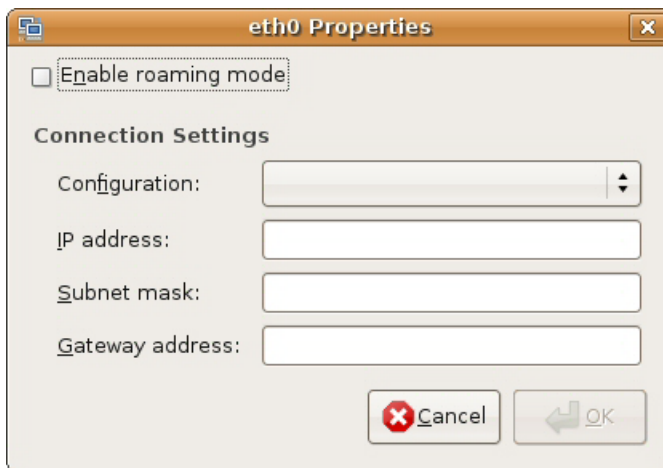 eth0 Properties
Enable roaming mode
Connection Settings
Configuration:
IP address:
Subnet mask:
Gateway address:
Cancel
OK